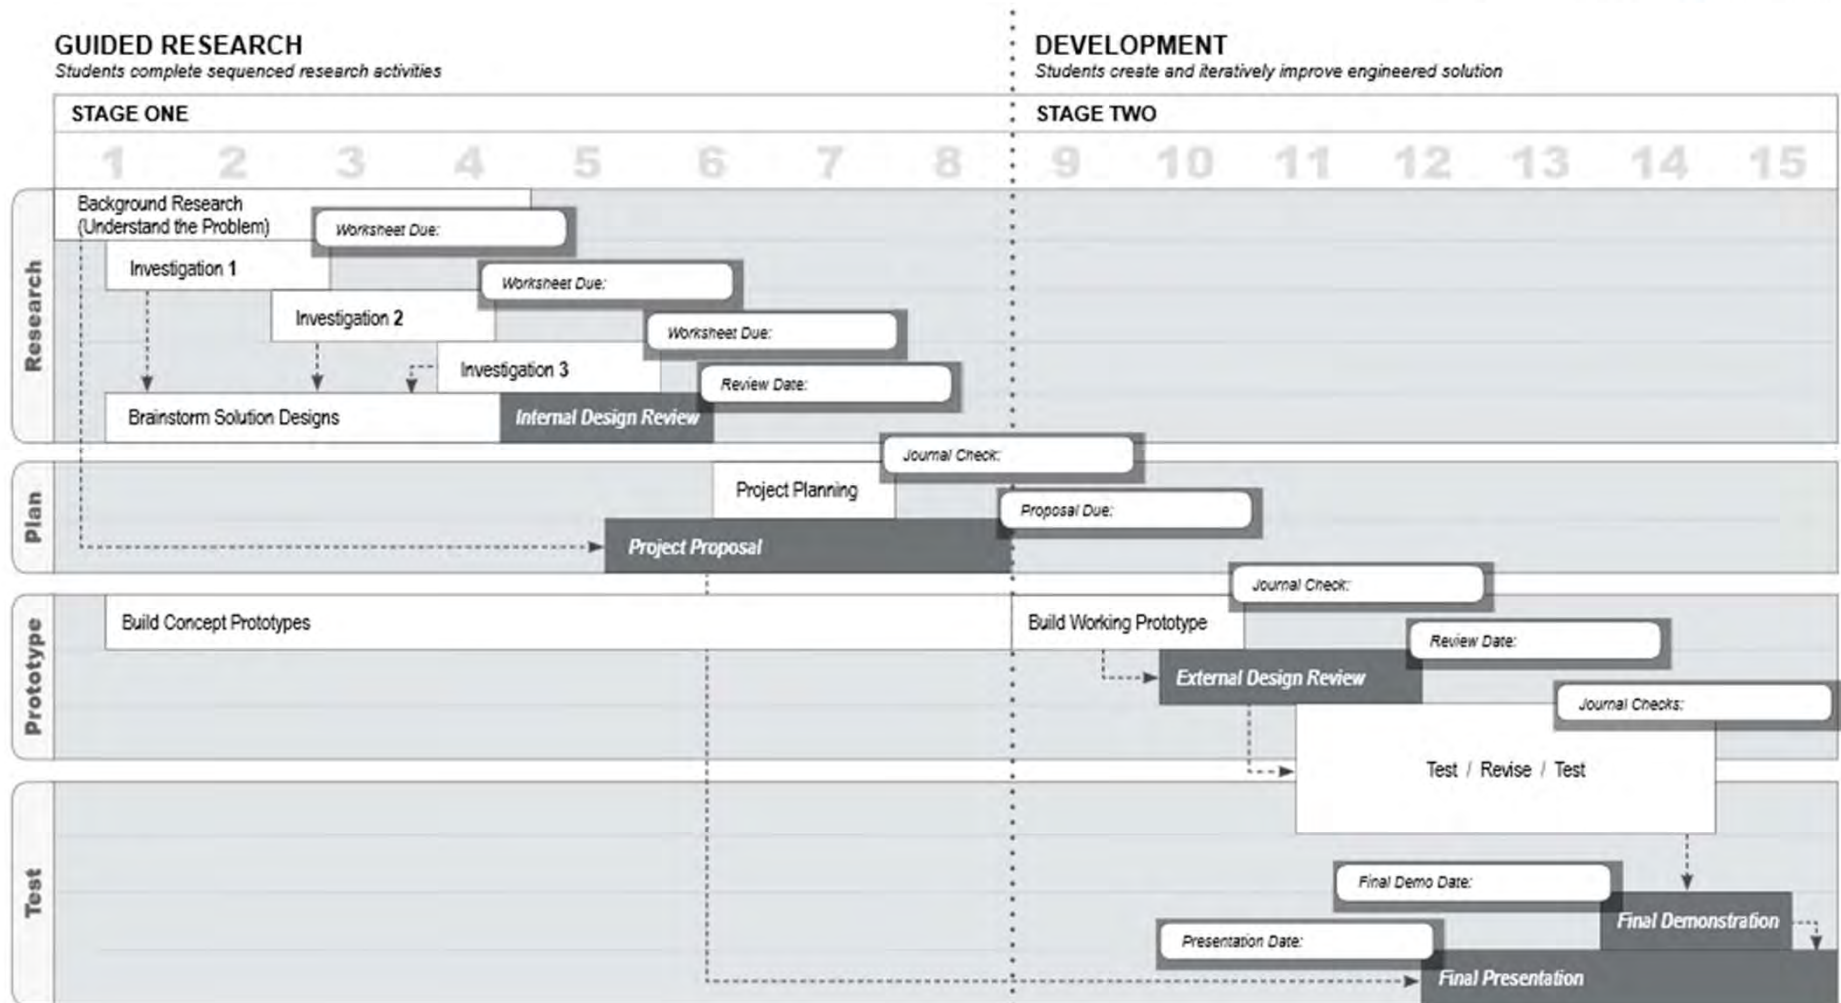 GUIDED RESEARCH
Students complete sequenced research activities
DEVELOPMENT
Students create and iteratively improve engineered solution
STAGE ONE
STAGE TWO
1 2 3 4 5 6 7 8 9 10 11 12 13 14 15
Research
Background Research
(Understand the Problem)
Worksheet Due:
Investigation 1
Worksheet Due:
Investigation 2
Worksheet Due:
Investigation 3
Review Date:
Brainstorm Solution Designs
Internal Design Review
Plan
Journal Check:
Project Planning
Proposal Due:
Project Proposal
Prototype
Journal Check:
Build Concept Prototypes
Build Working Prototype
Review Date:
External Design Review
Journal Checks:
Test / Revise / Test
Test
Final Demo Date:
Final Demonstration
Presentation Date:
Final Presentation